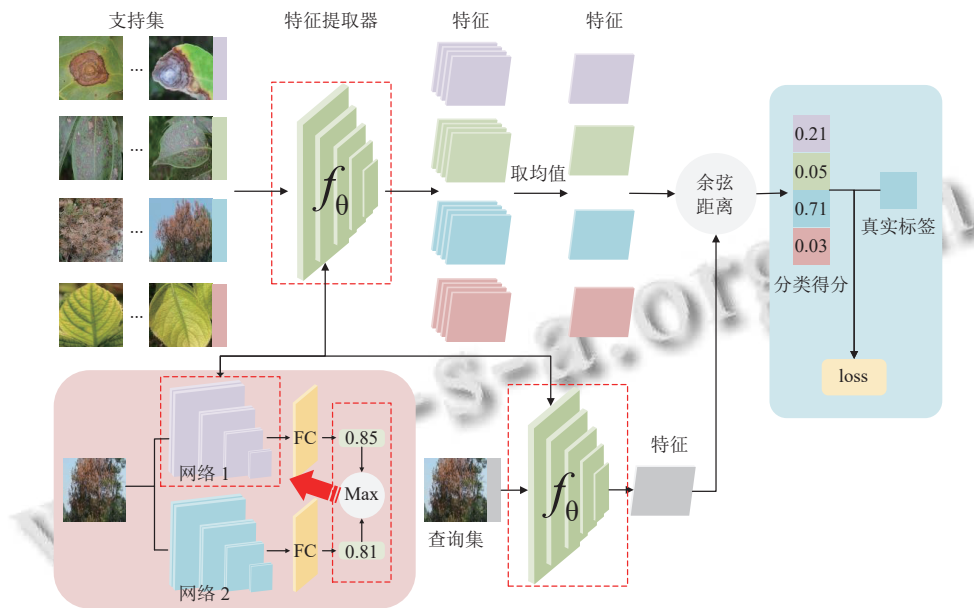 支持集
特征提取器
特征
特征
...
...
...
...
fθ
取均值
余弦
距离
0.21
0.05
0.71
0.03
真实标签
分类得分
loss
网络 1
FC
0.85
Max
网络 2
FC
0.81
查询集
fθ
特征
-s-a.org